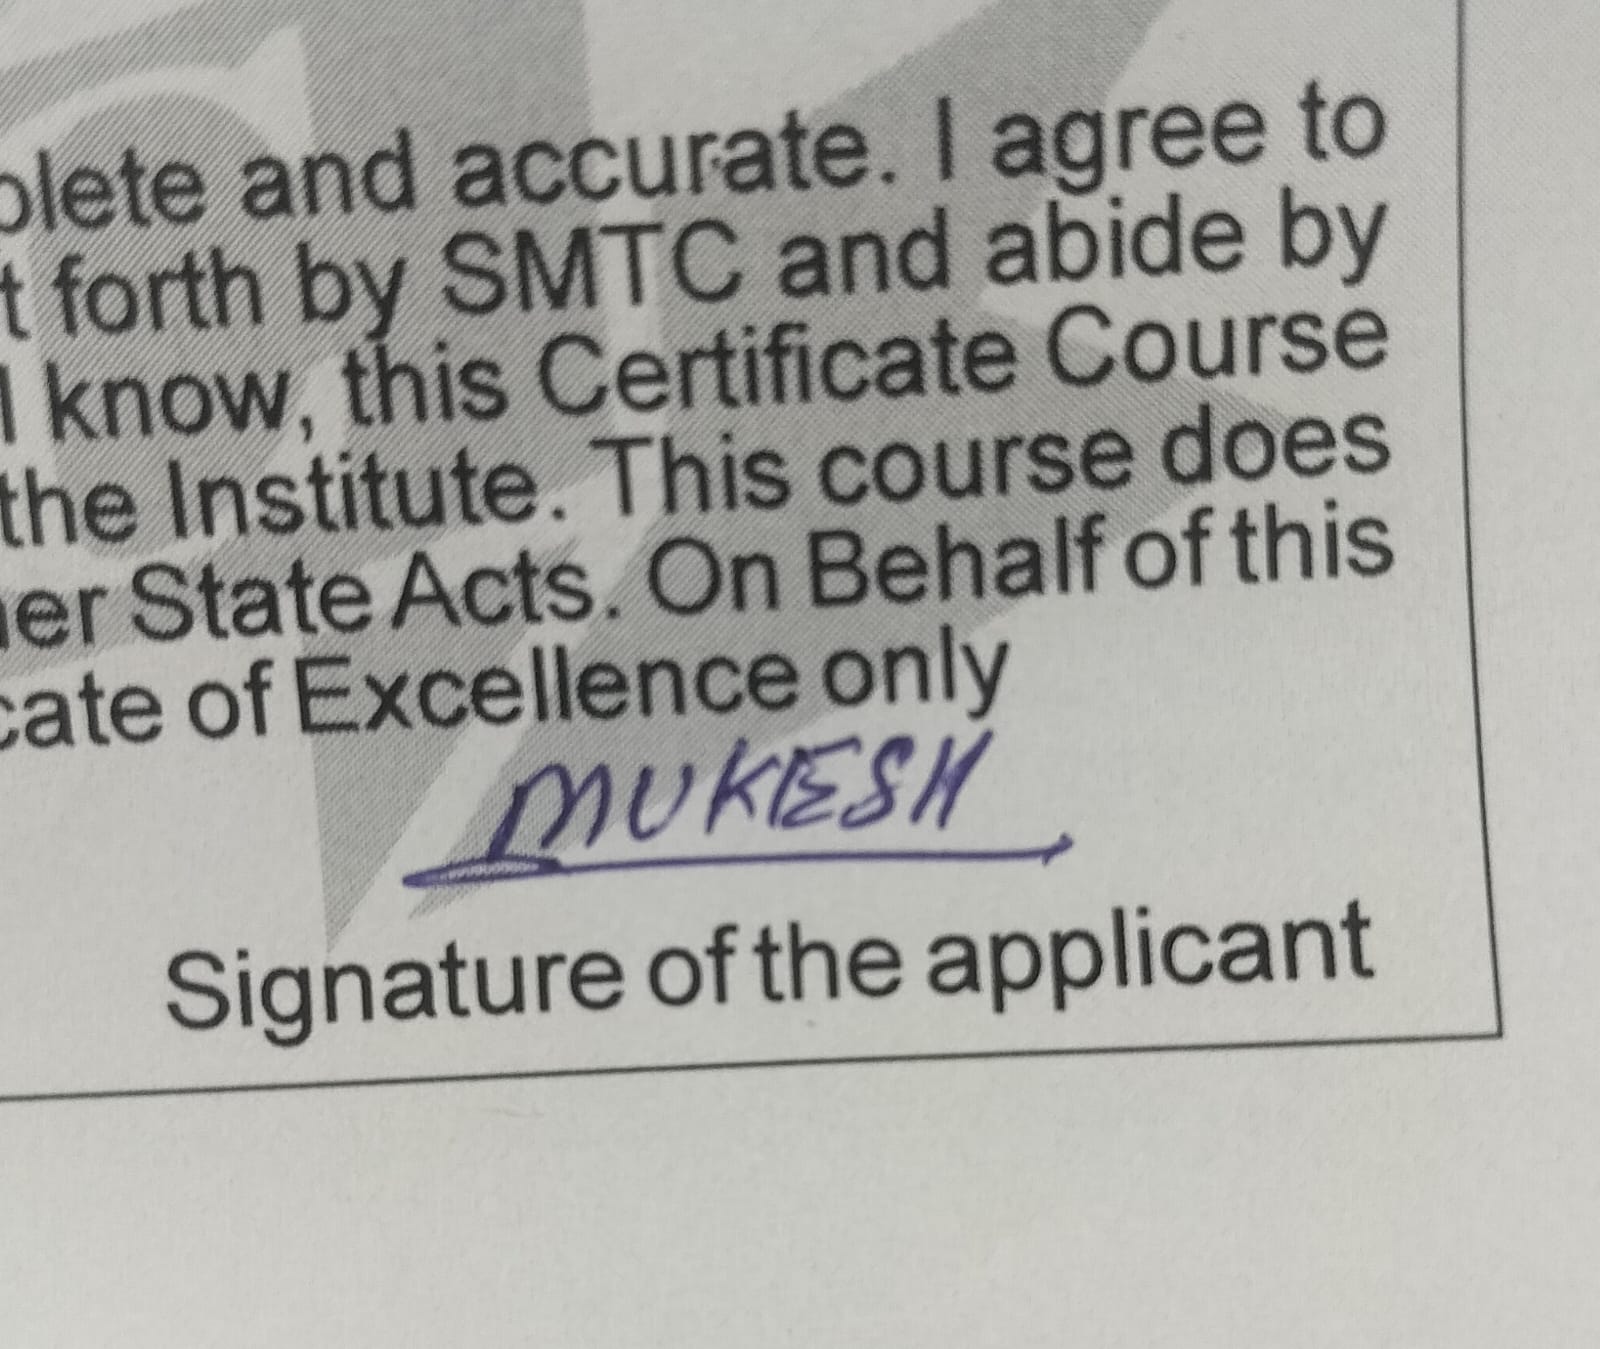 plete and accurate. I agree to
t forth by SMTC and abide by
I know, this Certificate Course
the Institute. This course does
er State Acts. On Behalf of this
cate of Excellence only
MUKESH
Signature of the applicant